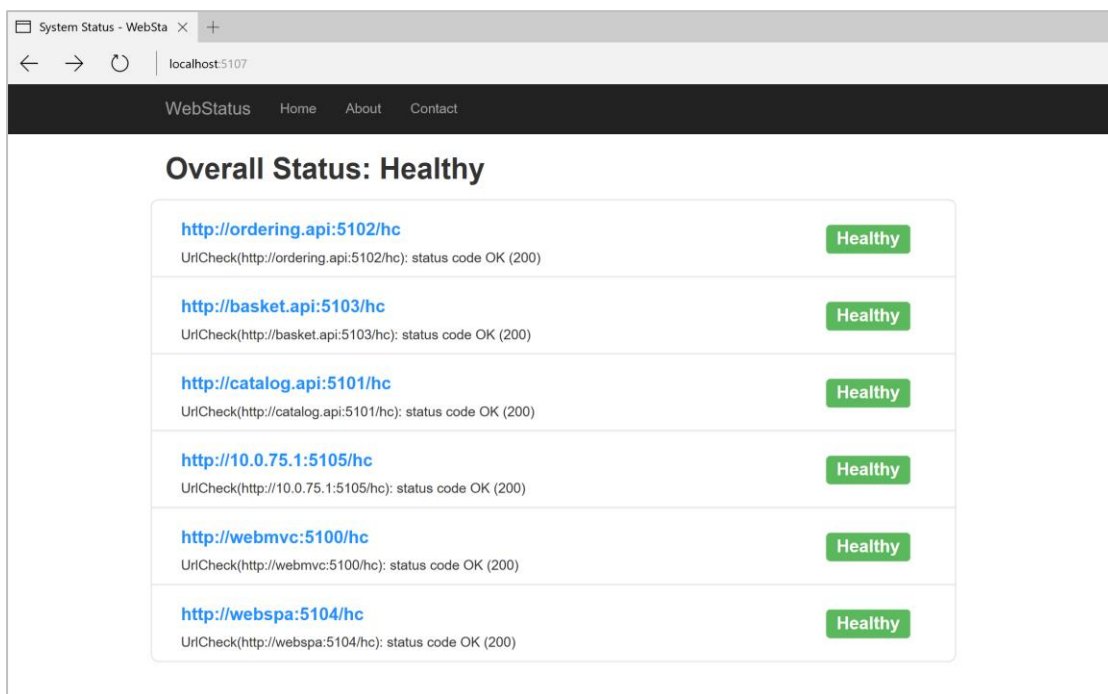 System Status - WebSta
localhost:5107
WebStatus Home About Contact
Overall Status: Healthy
http://ordering.api:5102/hc Healthy
UrlCheck(http://ordering.api:5102/hc): status code OK (200)
http://basket.api:5103/hc Healthy
UrlCheck(http://basket.api:5103/hc): status code OK (200)
http://catalog.api:5101/hc Healthy
UrlCheck(http://catalog.api:5101/hc): status code OK (200)
http://10.0.75.1:5105/hc Healthy
UrlCheck(http://10.0.75.1:5105/hc): status code OK (200)
http://webmvc:5100/hc Healthy
UrlCheck(http://webmvc:5100/hc): status code OK (200)
http://webspa:5104/hc Healthy
UrlCheck(http://webspa:5104/hc): status code OK (200)